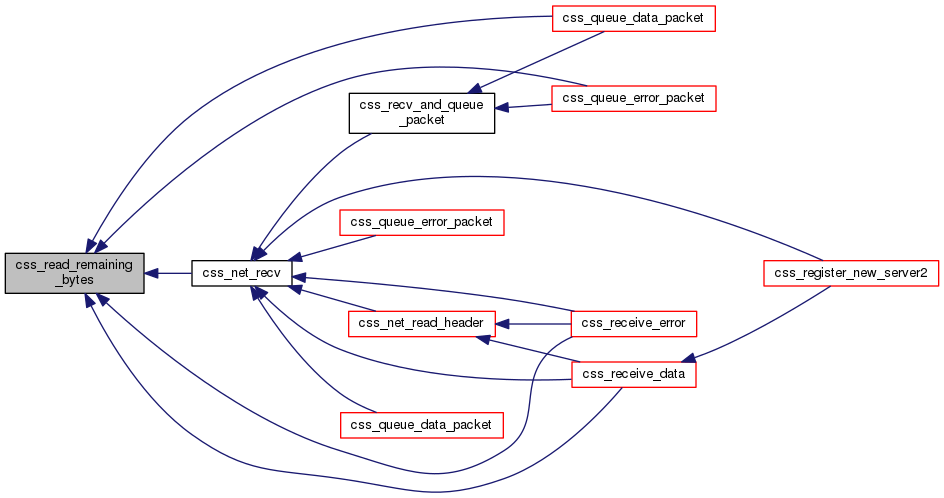 css_queue_data_packet
css_queue_error_packet
css_recv_and_queue
_packet
css_queue_error_packet
css_read_remaining
_bytes
css_net_recv
css_register_new_server2
css_net_read_header
css_receive_error
css_receive_data
css_queue_data_packet